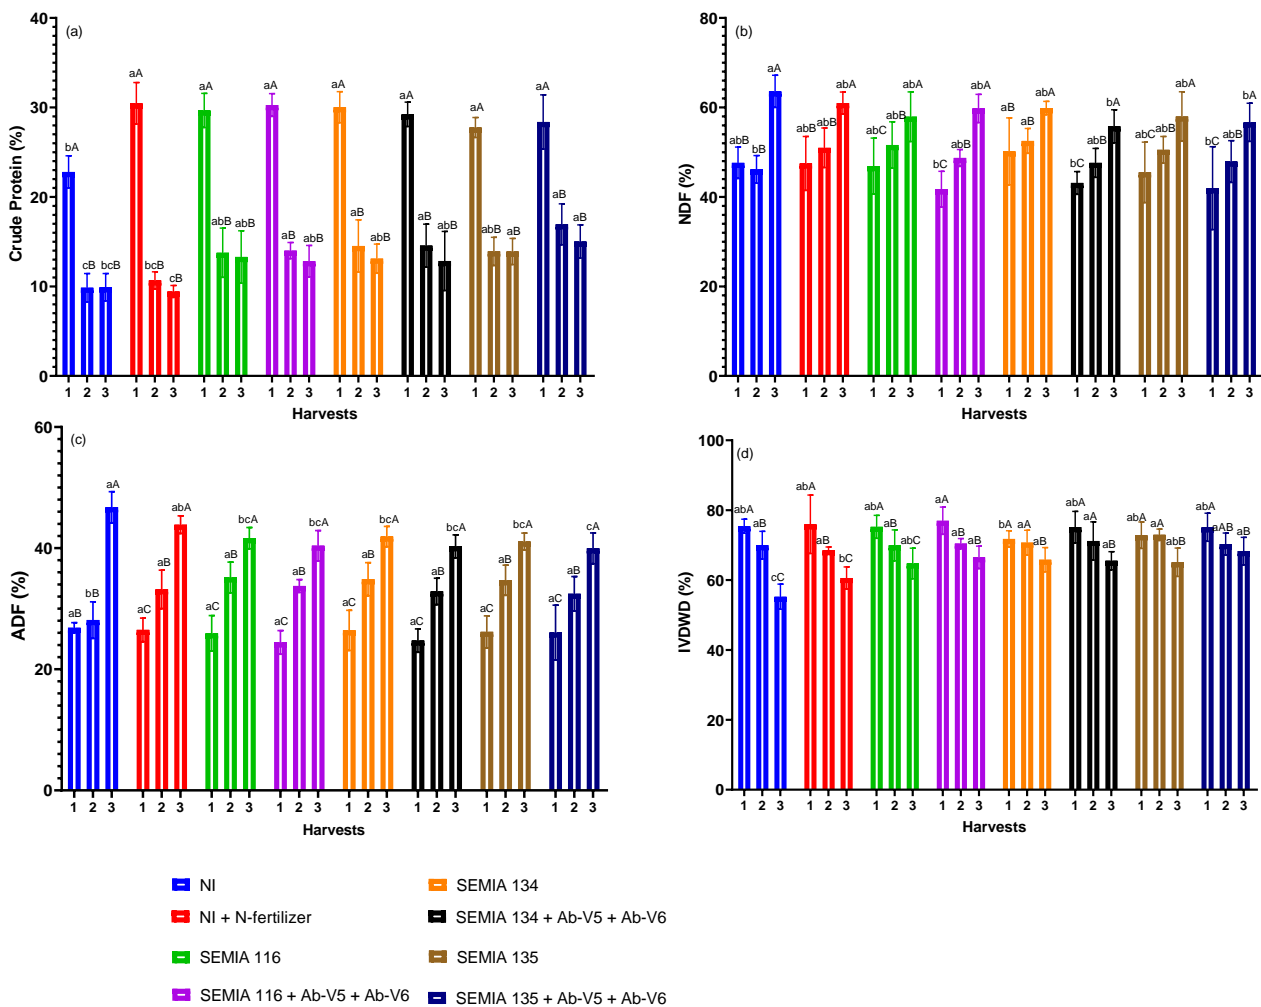 (a)
Crude Protein (%)
40
30
20
10
0
bA cB bcB aA bcB cB aA abB abB aA aB abB aA aB aB aA aB abB aA abB abB aA aB aB
1 2 3 1 2 3 1 2 3 1 2 3 1 2 3 1 2 3 1 2 3 1 2 3
Harvests
(b)
NDF (%)
80
60
40
20
0
abB bB aA abB abB abA abC abB abA bC abB abA aB abB abA bC abB bA abC abB abA bC abB bA
1 2 3 1 2 3 1 2 3 1 2 3 1 2 3 1 2 3 1 2 3 1 2 3
Harvests
(c)
ADF (%)
60
40
20
0
aB bB aA aC aB abA aC aB bcA aC aB bcA aC aB bcA aC aB bcA aC aB bcA aC aB cA
1 2 3 1 2 3 1 2 3 1 2 3 1 2 3 1 2 3 1 2 3 1 2 3
Harvests
(d)
IVDWD (%)
100
80
60
40
20
0
abA aB cC abA aB bC abA aB abC aA aB aB bA aA aB abA aA aB abA aA abB abA aAB aB
1 2 3 1 2 3 1 2 3 1 2 3 1 2 3 1 2 3 1 2 3 1 2 3
Harvests
NI
NI + N-fertilizer
SEMIA 116
SEMIA 116 + Ab-V5 + Ab-V6
SEMIA 134
SEMIA 134 + Ab-V5 + Ab-V6
SEMIA 135
SEMIA 135 + Ab-V5 + Ab-V6